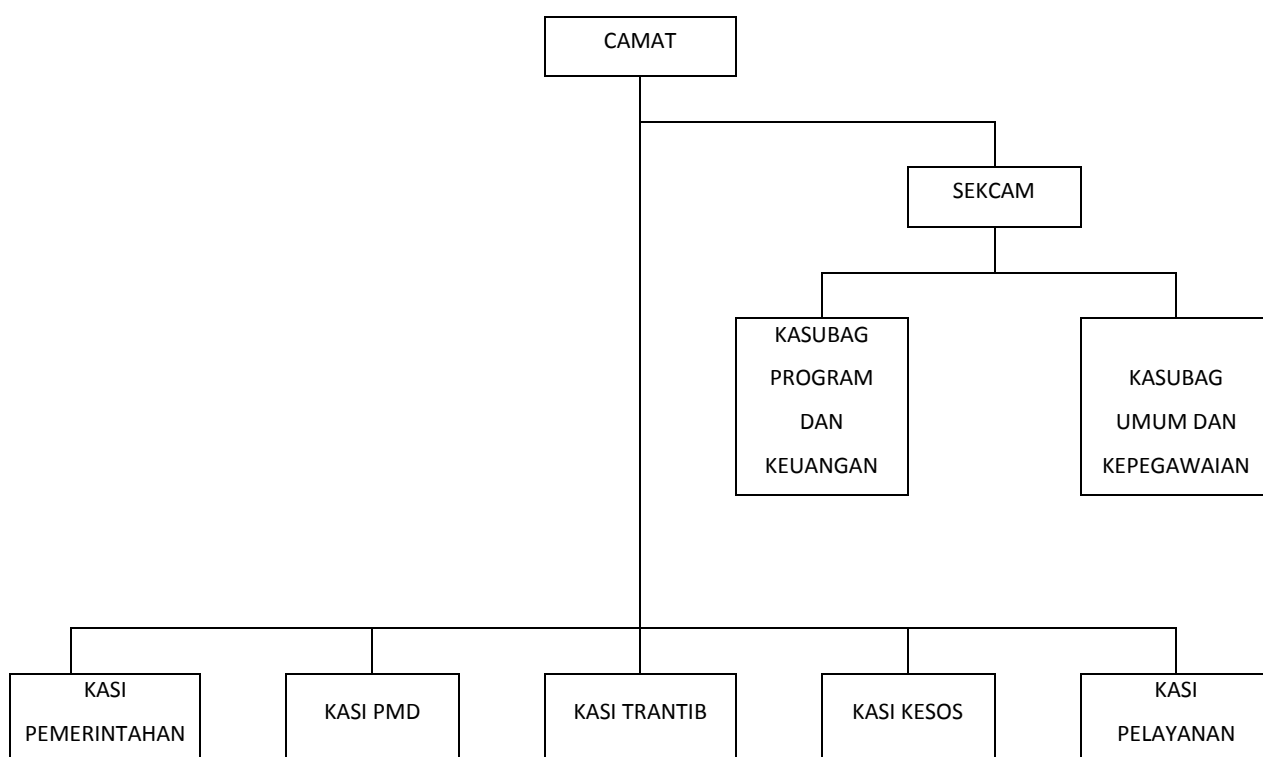 CAMAT
SEKCAM
KASUBAG
PROGRAM
DAN
KEUANGAN
KASUBAG
UMUM DAN
KEPEGAWAIAN
KASI
PEMERINTAHAN
KASI PMD
KASI TRANTIB
KASI KESOS
KASI
PELAYANAN